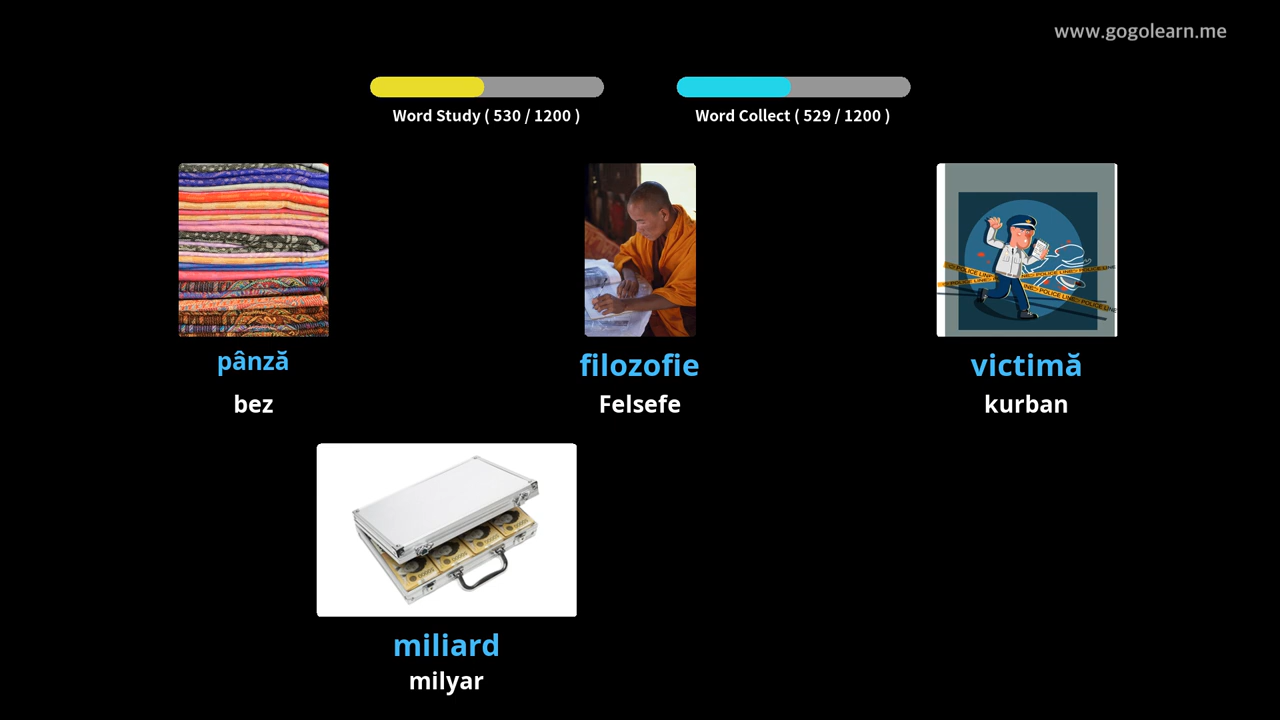 www.gogolearn.me
Word Study ( 530 / 1200 )
Word Collect ( 529 / 1200 )
pânză
filozofie
victimă
bez
Felsefe
kurban
miliard
milyar